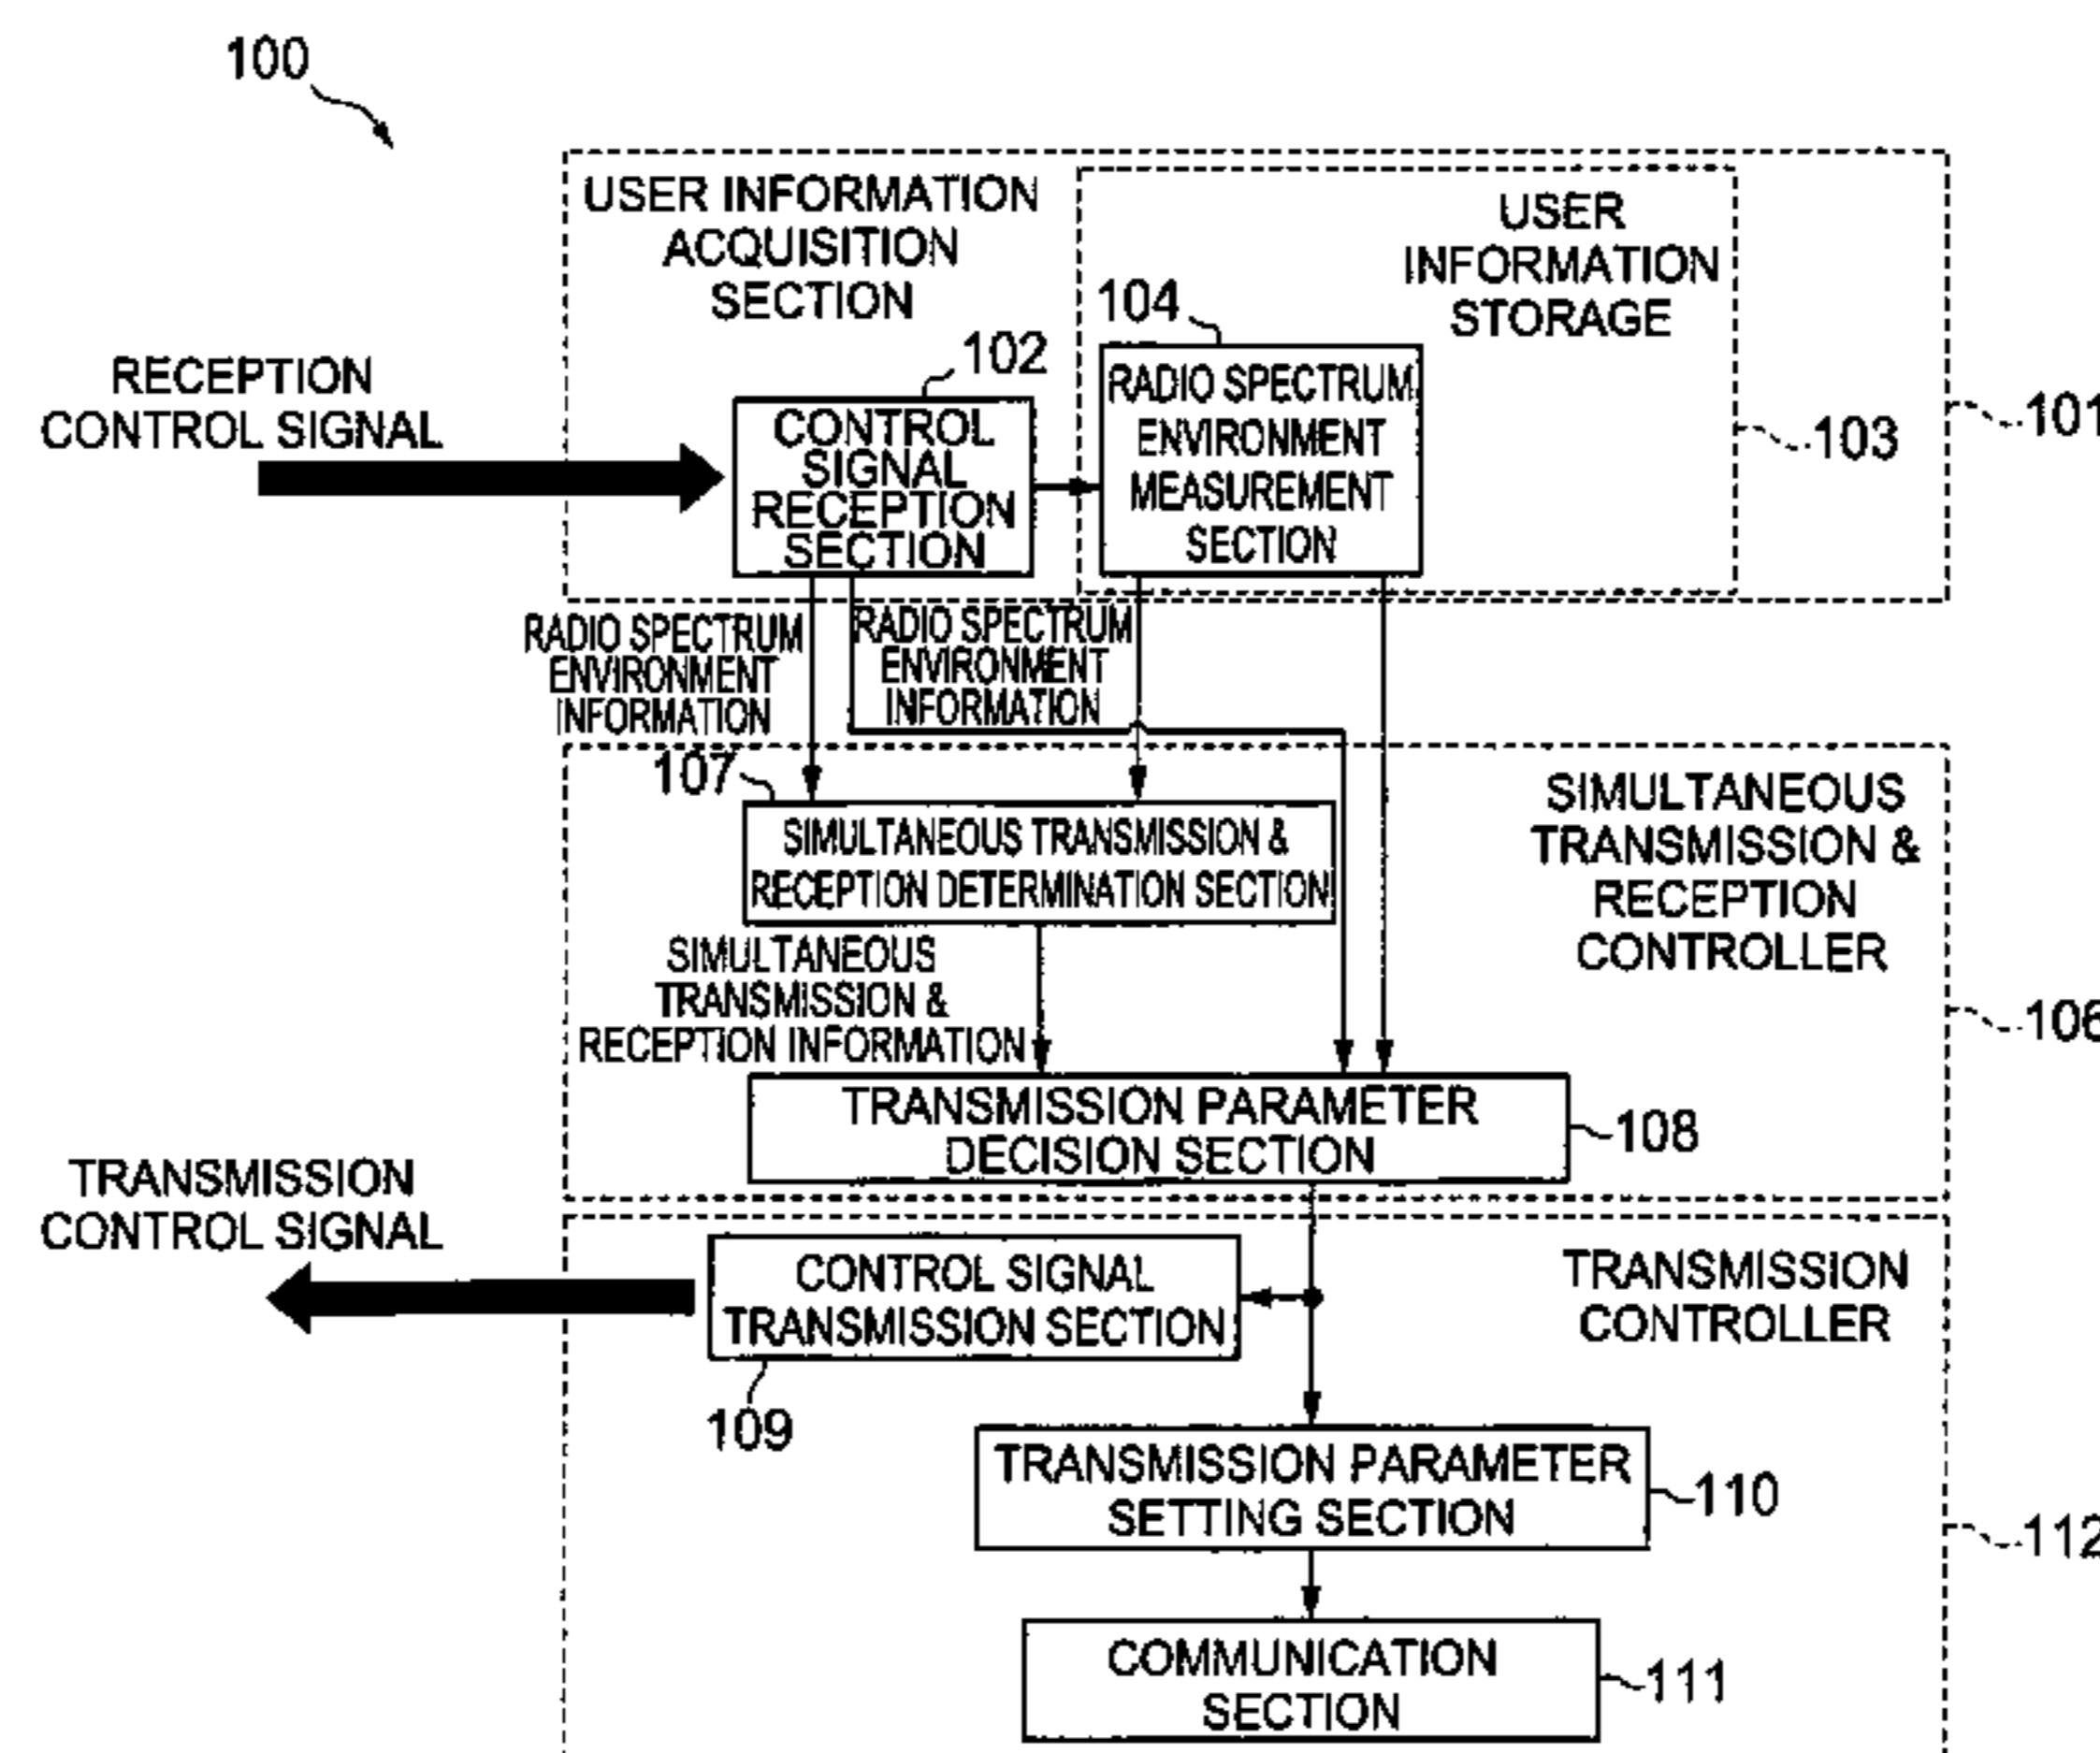 100
USER INFORMATION
ACQUISITION
SECTION
USER
INFORMATION
STORAGE
104
102
RECEPTION
CONTROL SIGNAL
CONTROL
SIGNAL
RECEPTION
SECTION
RADIO SPECTRUM
ENVIRONMENT
MEASUREMENT
SECTION
103
101
RADIO SPECTRUM
ENVIRONMENT
INFORMATION
RADIO SPECTRUM
ENVIRONMENT
INFORMATION
107
SIMULTANEOUS TRANSMISSION &
RECEPTION DETERMINATION SECTION
SIMULTANEOUS
TRANSMISSION &
RECEPTION
CONTROLLER
SIMULTANEOUS
TRANSMISSION &
RECEPTION INFORMATION
106
TRANSMISSION PARAMETER
DECISION SECTION
108
TRANSMISSION
CONTROL SIGNAL
CONTROL SIGNAL
TRANSMISSION SECTION
TRANSMISSION
CONTROLLER
109
TRANSMISSION PARAMETER
SETTING SECTION
110
112
COMMUNICATION
SECTION
111